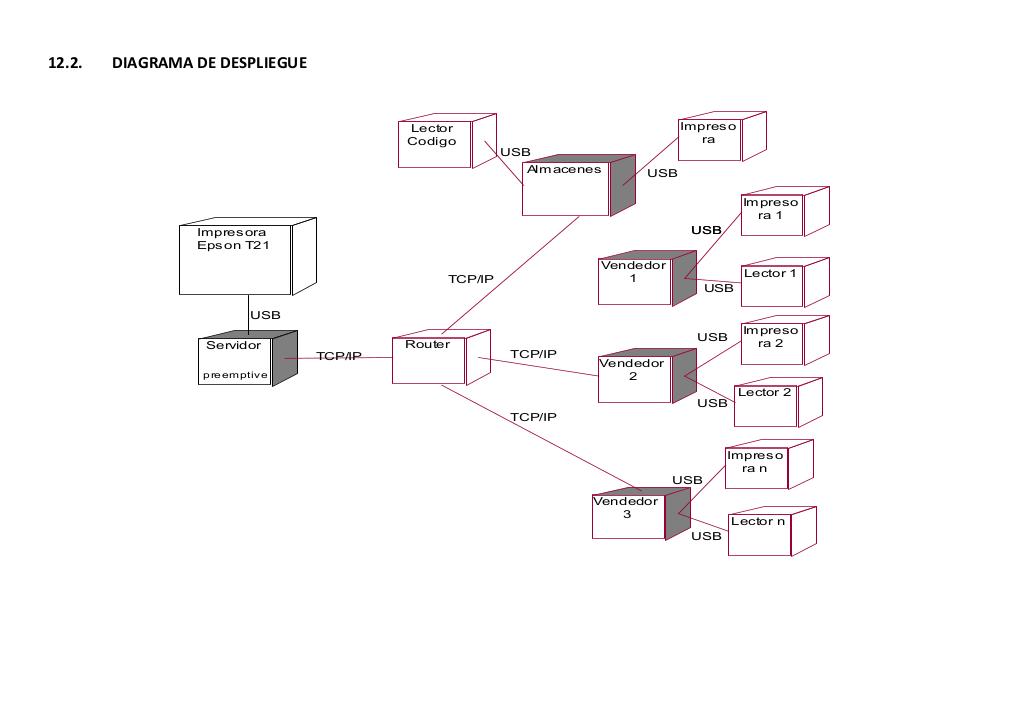 12.2. DIAGRAMA DE DESPLIEGUE
Lector
Codigo
USB
Almacenes
Impreso
ra
USB
Impreso
ra 1
USB
Vendedor
1
Lector 1
USB
Impresora
Epson T21
USB
TCP/IP
Servidor
preemptive
TCP/IP
Router
TCP/IP
Vendedor
2
USB
Impreso
ra 2
USB
Lector 2
TCP/IP
Vendedor
3
USB
Impreso
ra n
USB
Lector n